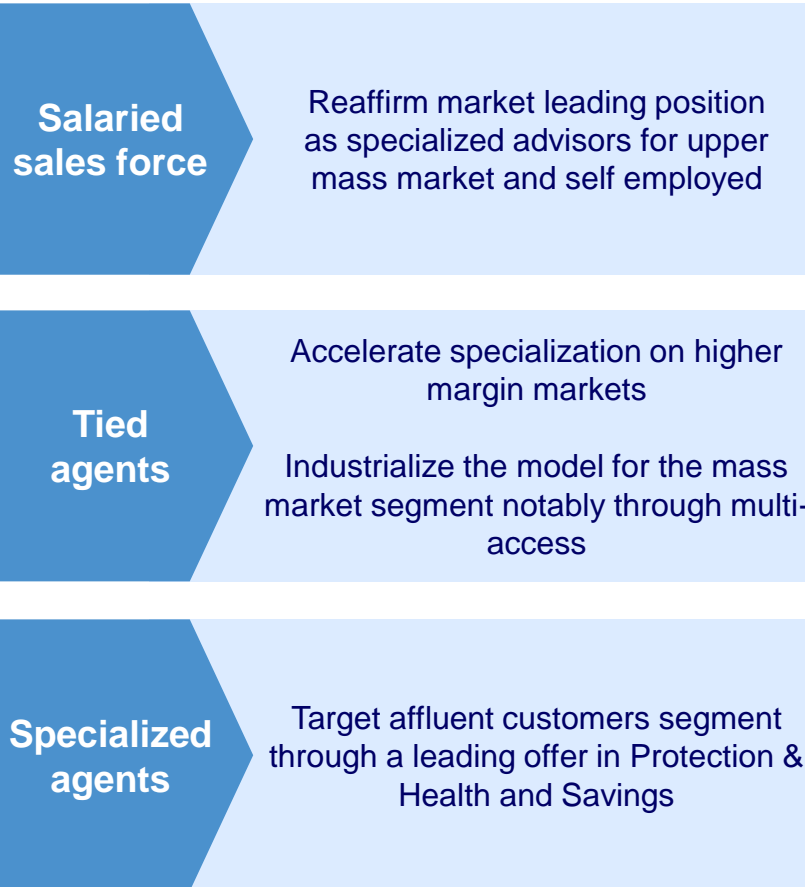 Salaried
sales force
Reaffirm market leading position
as specialized advisors for upper
mass market and self employed
Tied
agents
Accelerate specialization on higher
margin markets
Industrialize the model for the mass
market segment notably through multi-
access
Specialized
agents
Target affluent customers segment
through a leading offer in Protection &
Health and Savings